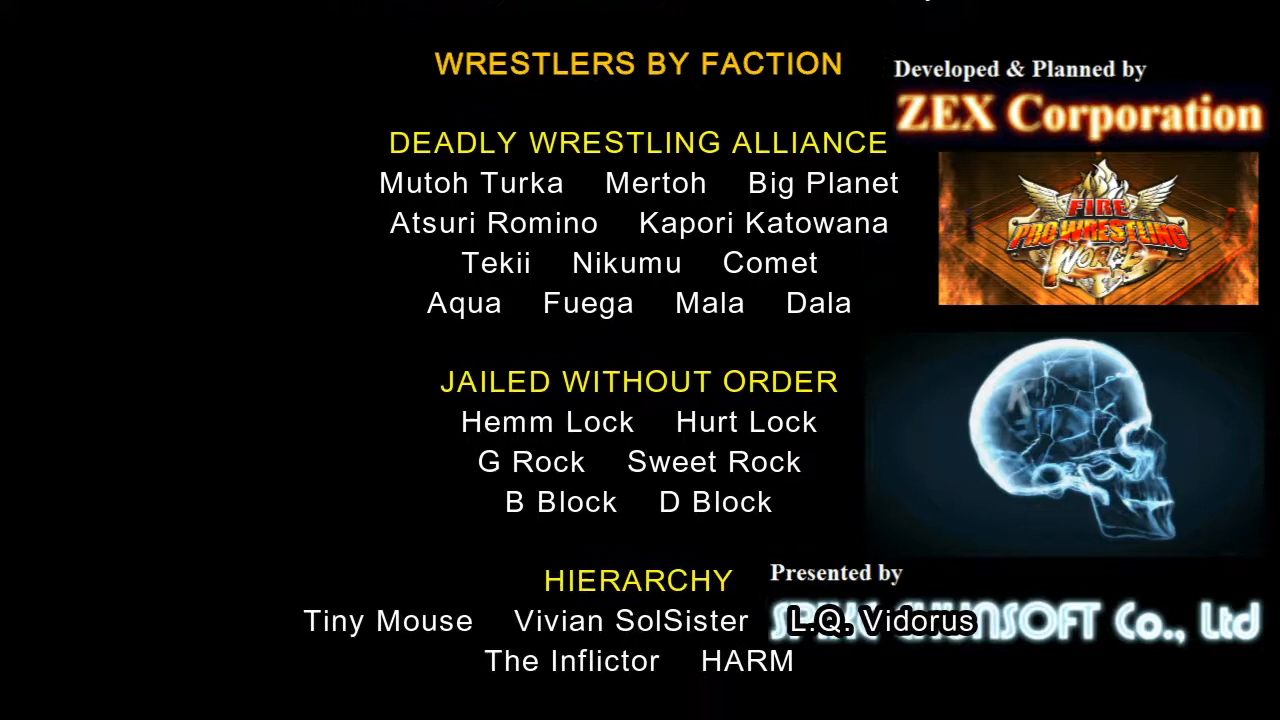 WRESTLERS BY FACTION
DEADLY WRESTLING ALLIANCE
Mutoh Turka Mertoh Big Planet
Atsuri Romino Kapori Katowana
Tekii Nikumu Comet
Aqua Fuega Mala Dala
JAILED WITHOUT ORDER
Hemm Lock Hurt Lock
G Rock Sweet Rock
B Block D Block
HIERARCHY
Tiny Mouse Vivian SolSister L.Q. Vidorus
The Inflictor HARM
Developed & Planned by
ZEX Corporation
FIRE
PRO WRESTLING
WORLD
Presented by
Co., Ltd